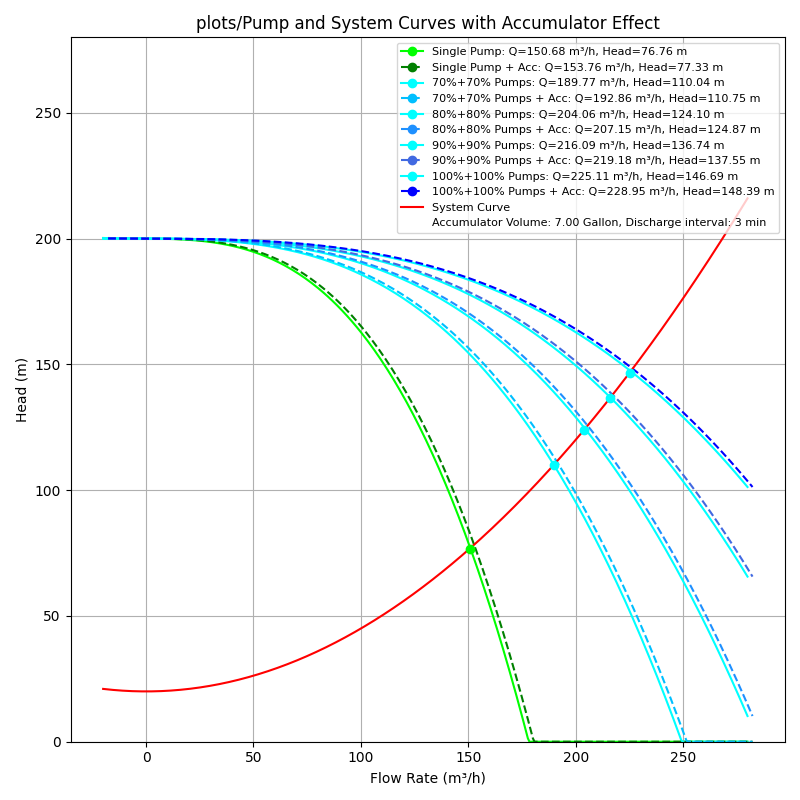 plots/Pump and System Curves with Accumulator Effect
Single Pump: Q=150.68 m³/h, Head=76.76 m
Single Pump + Acc: Q=153.76 m³/h, Head=77.33 m
70%+70% Pumps: Q=189.77 m³/h, Head=110.04 m
70%+70% Pumps + Acc: Q=192.86 m³/h, Head=110.75 m
80%+80% Pumps: Q=204.06 m³/h, Head=124.10 m
80%+80% Pumps + Acc: Q=207.15 m³/h, Head=124.87 m
90%+90% Pumps: Q=216.09 m³/h, Head=136.74 m
90%+90% Pumps + Acc: Q=219.18 m³/h, Head=137.55 m
100%+100% Pumps: Q=225.11 m³/h, Head=146.69 m
100%+100% Pumps + Acc: Q=228.95 m³/h, Head=148.39 m
System Curve
Accumulator Volume: 7.00 Gallon, Discharge interval: 3 min
250
200
150
100
50
0
Head (m)
0 50 100 150 200 250
Flow Rate (m³/h)